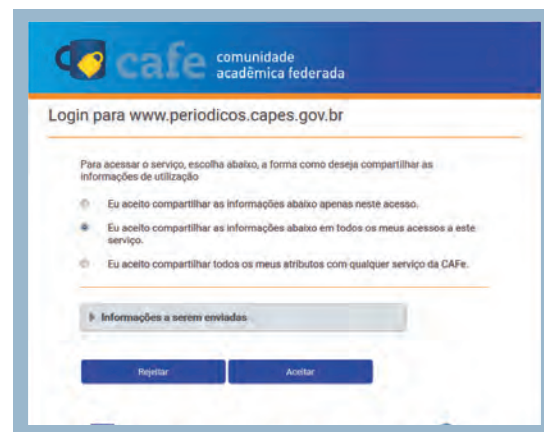 cafe comunidade
acadêmica federada
Login para www.periodicos.capes.gov.br
Para acessar o serviço, escolha abaixo, a forma como deseja compartilhar as
informações de utilização
Eu aceito compartilhar as informações abaixo apenas neste acesso.
Eu aceito compartilhar as informações abaixo em todos os meus acessos a este
serviço.
Eu aceito compartilhar todos os meus atributos com qualquer serviço da CAFe.
Informações a serem enviadas
Rejeitar Aceitar